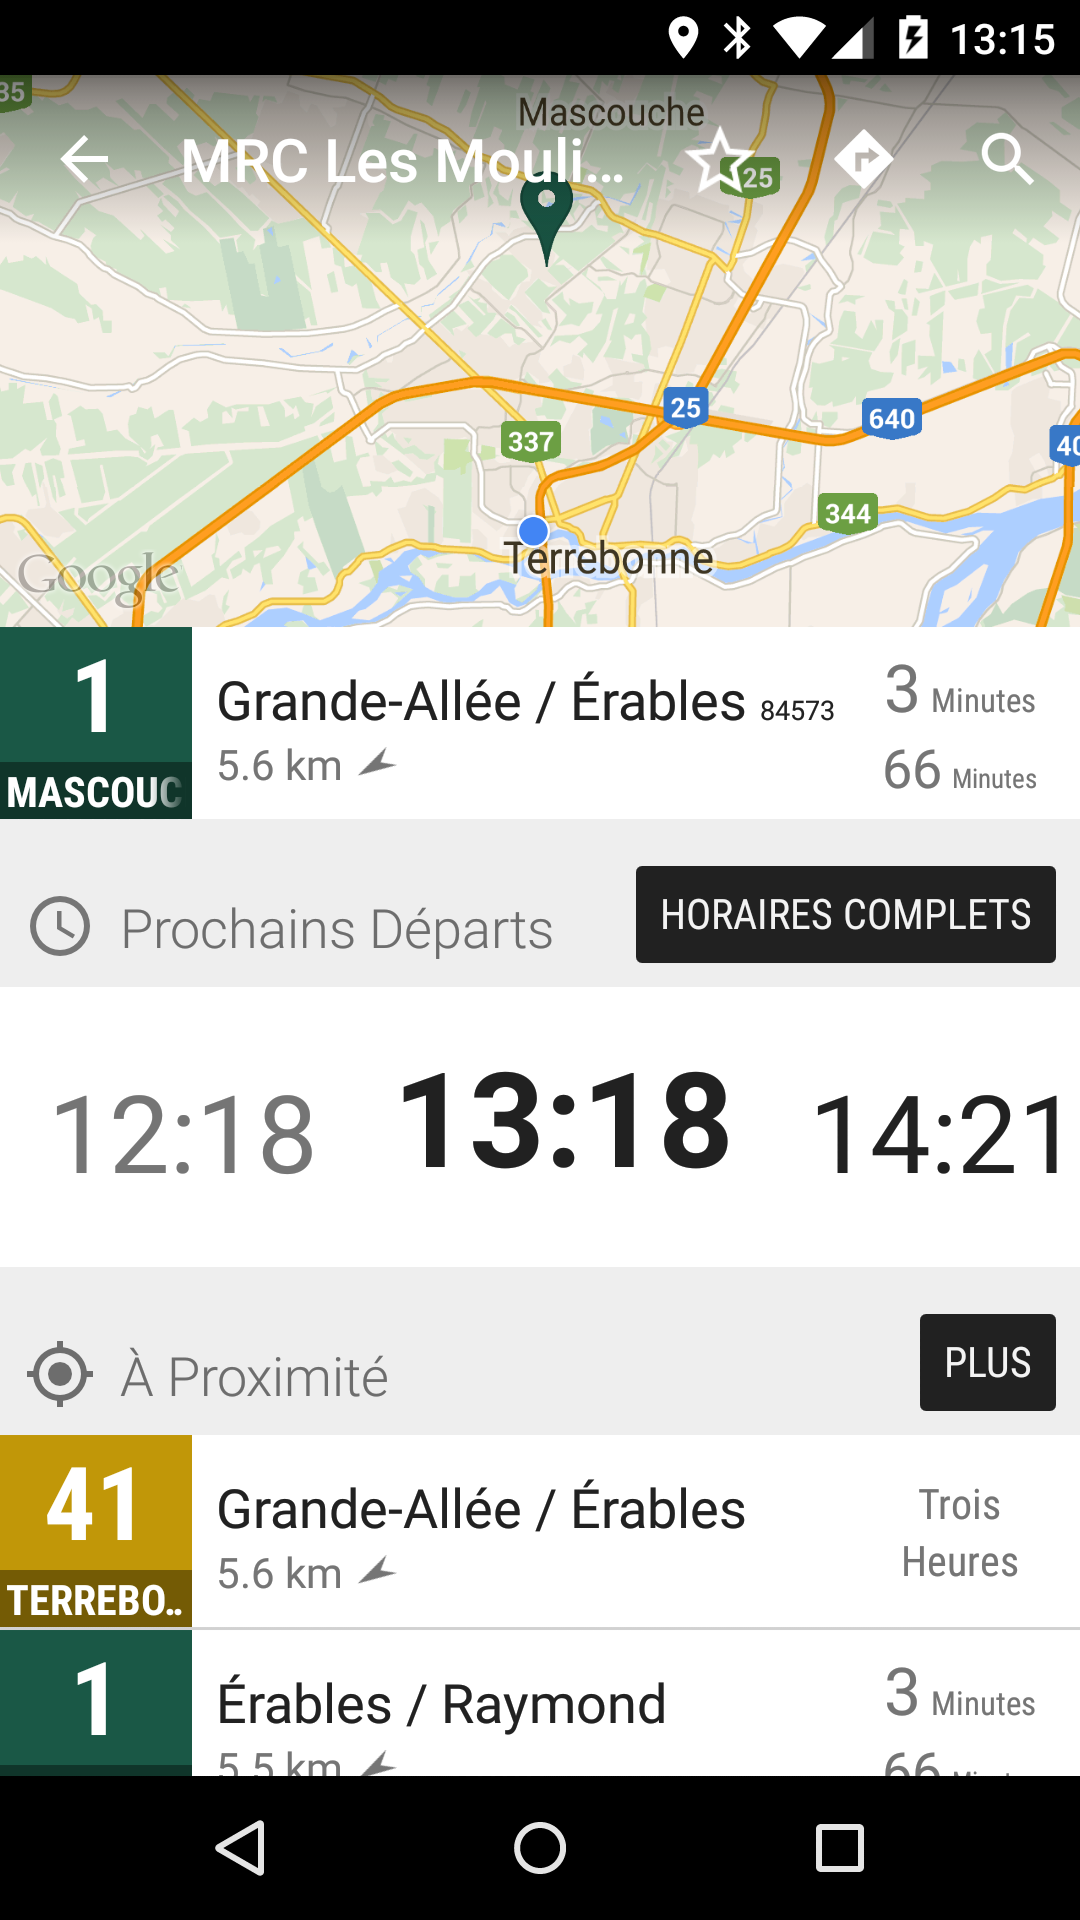 13:15
35
Mascouche
MRC Les Mouli...
25
25
640
337
40
344
Terrebonne
Google
1
MASCOUC
Grande-Allée / Érables 84573
5.6 km
3 Minutes
66 Minutes
Prochains Départs
HORAIRES COMPLETS
12:18
13:18
14:21
À Proximité
PLUS
41
TERREBO..
Grande-Allée / Érables
5.6 km
Trois
Heures
1
Érables / Raymond
5.5 km
3 Minutes
66 Minutes